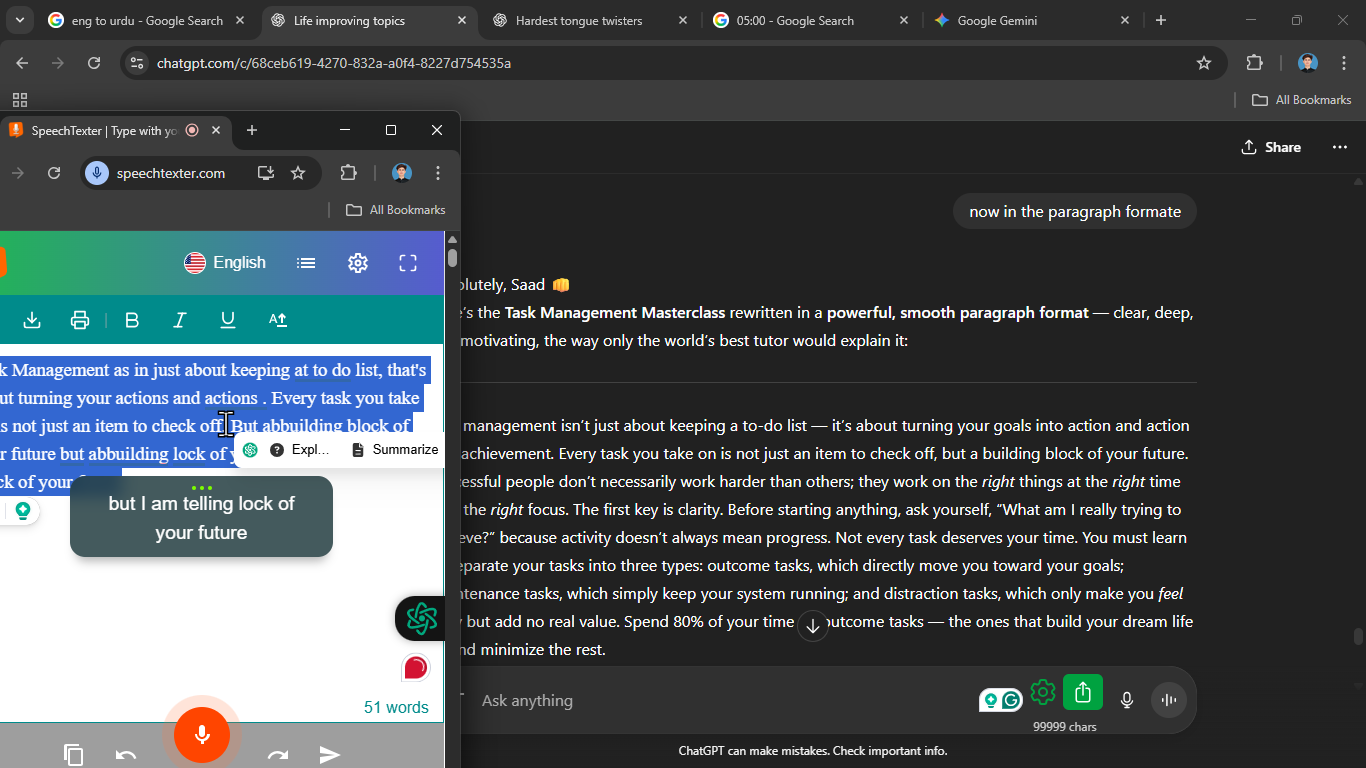 eng to urdu - Google Search
Life improving topics
Hardest tongue twisters
05:00 - Google Search
Google Gemini
chatgpt.com/c/68ceb619-4270-832a-a0f4-8227d754535a
All Bookmarks
SpeechTexter | Type with yo
speechtexter.com
All Bookmarks
English
B I U A
k Management as in just about keeping at to do list, that's
ut turning your actions and actions . Every task you take
s not just an item to check off. But abbuilding block of
r future but abbuilding lock of y
ck of your
Expl... Summarize
but I am telling lock of
your future
51 words
Share
now in the paragraph formate
olutely, Saad 👊
e's the Task Management Masterclass rewritten in a powerful, smooth paragraph format — clear, deep,
motivating, the way only the world's best tutor would explain it:
management isn't just about keeping a to-do list — it's about turning your goals into action and action
achievement. Every task you take on is not just an item to check off, but a building block of your future.
essful people don't necessarily work harder than others; they work on the right things at the right time
the right focus. The first key is clarity. Before starting anything, ask yourself, "What am I really trying to
eve?" because activity doesn't always mean progress. Not every task deserves your time. You must learn
eparate your tasks into three types: outcome tasks, which directly move you toward your goals;
ntenance tasks, which simply keep your system running; and distraction tasks, which only make you feel
but add no real value. Spend 80% of your time utcome tasks — the ones that build your dream life
nd minimize the rest.
Ask anything
99999 chars
ChatGPT can make mistakes. Check important info.